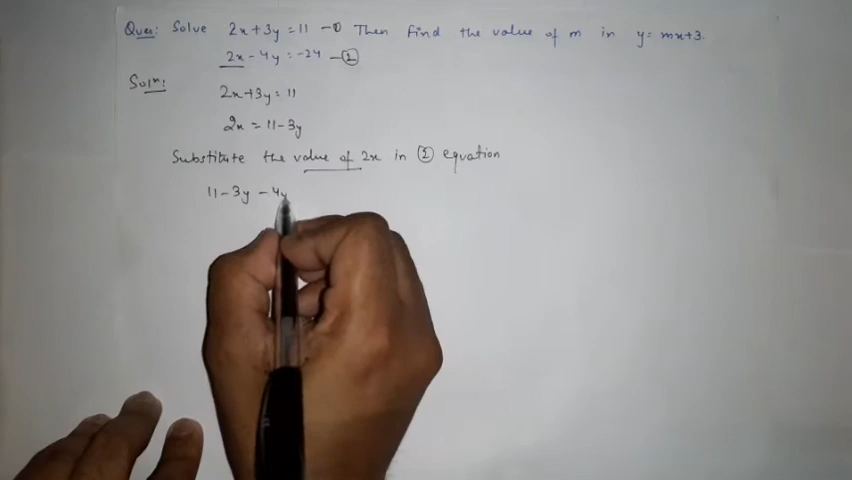 Ques: Solve 2x+3y=11 —① Then find the value of m in y=mx+3.
2x-4y=-24 —②
Solⁿ:
2x+3y=11
2x=11-3y
Substitute the value of 2x in ② equation
11-3y-4y